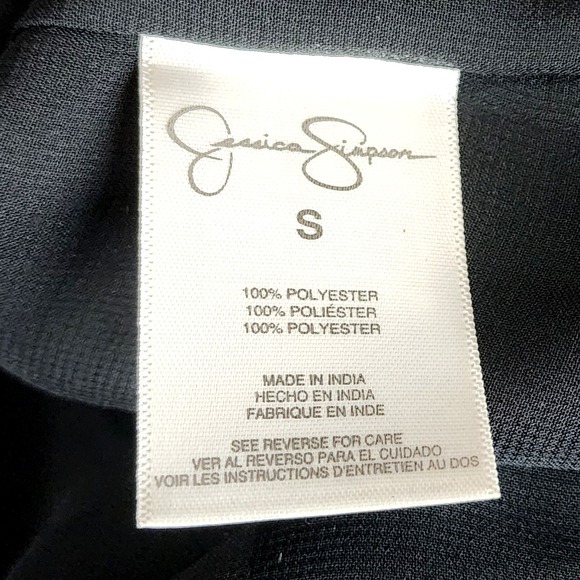 Jessica Simpson
S
100% POLYESTER
100% POLIÉSTER
100% POLYESTER
MADE IN INDIA
HECHO EN INDIA
FABRIQUE EN INDE
SEE REVERSE FOR CARE
VER AL REVERSO PARA EL CUIDADO
VOIR LES INSTRUCTIONS D'ENTRETIEN AU DOS